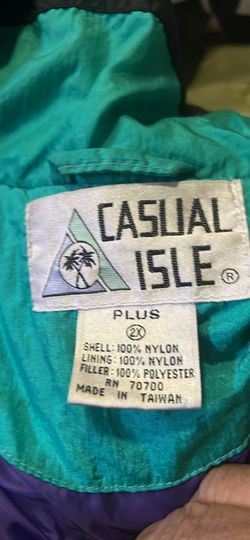 CASUAL
ISLE ®
PLUS
2X
SHELL: 100% NYLON
LINING: 100% NYLON
FILLER: 100% POLYESTER
RN 70700
MADE IN TAIWAN